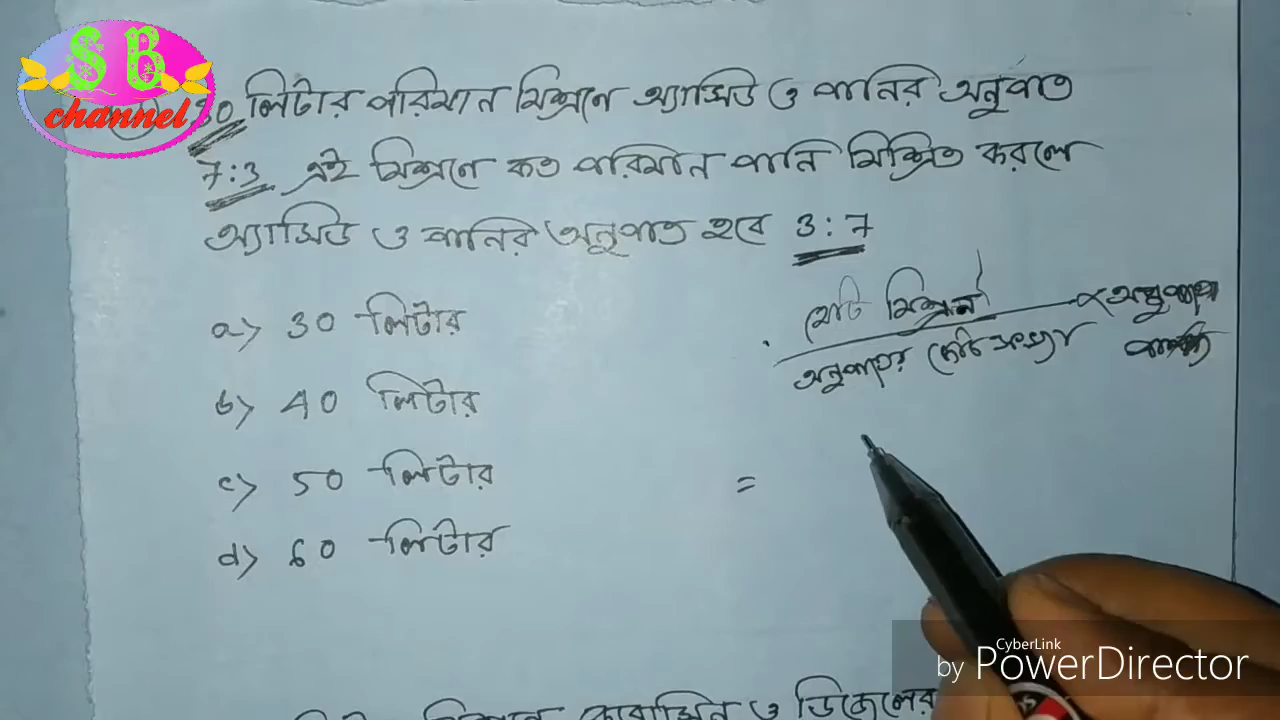 SB
channel
30 লিটার পরিমান মিশ্রনে অ্যাসিড ও পানির অনুপাত
7:3 এই মিশ্রনে কত পরিমান পানি মিশ্রিত করলে
অ্যাসিড ও পানির অনুপাত হবে 3:7
a> 30 লিটার
b> 40 লিটার
c> 50 লিটার
d> 60 লিটার
মোট মিশ্রন
অনুপাতের
=
ও ডিজেলের
CyberLink
by PowerDirector